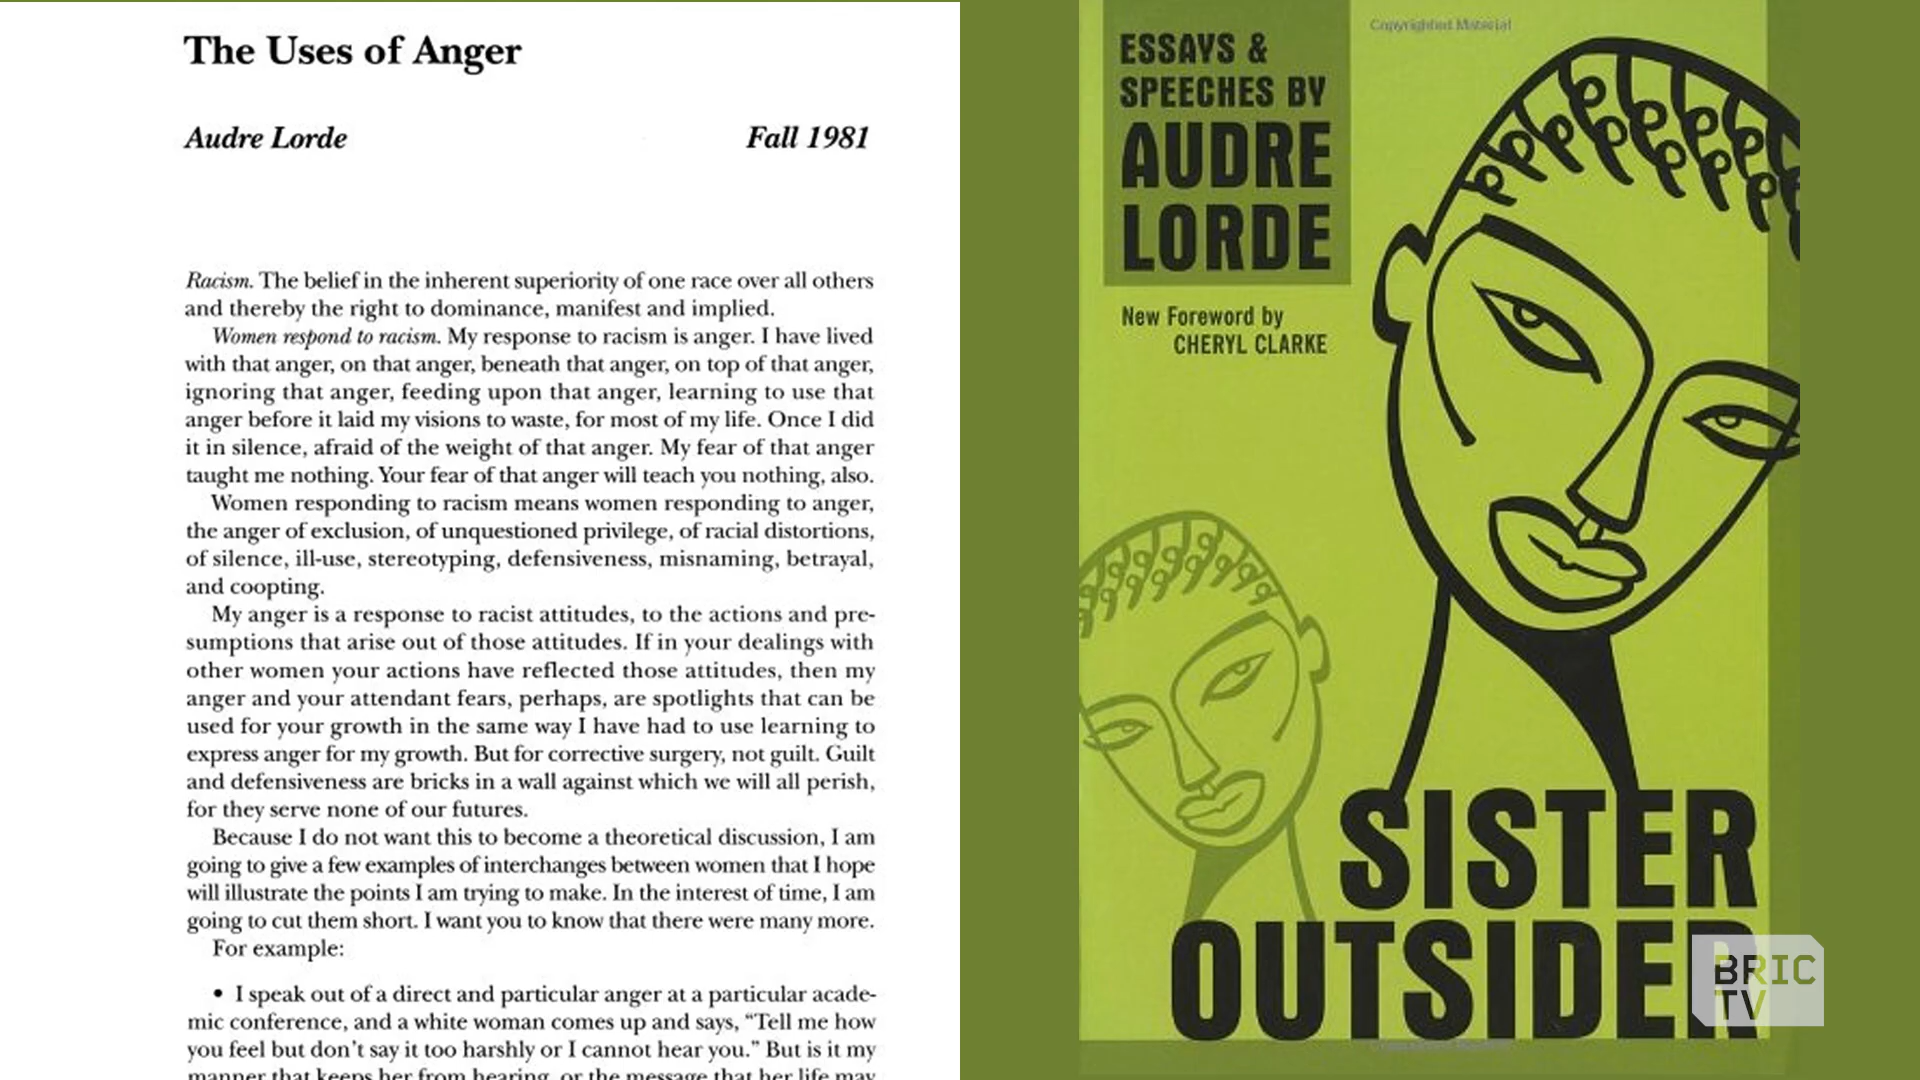 The Uses of Anger
Audre Lorde Fall 1981
Racism. The belief in the inherent superiority of one race over all others
and thereby the right to dominance, manifest and implied.
Women respond to racism. My response to racism is anger. I have lived
with that anger, on that anger, beneath that anger, on top of that anger,
ignoring that anger, feeding upon that anger, learning to use that
anger before it laid my visions to waste, for most of my life. Once I did
it in silence, afraid of the weight of that anger. My fear of that anger
taught me nothing. Your fear of that anger will teach you nothing, also.
Women responding to racism means women responding to anger,
the anger of exclusion, of unquestioned privilege, of racial distortions,
of silence, ill-use, stereotyping, defensiveness, misnaming, betrayal,
and coopting.
My anger is a response to racist attitudes, to the actions and pre-
sumptions that arise out of those attitudes. If in your dealings with
other women your actions have reflected those attitudes, then my
anger and your attendant fears, perhaps, are spotlights that can be
used for your growth in the same way I have had to use learning to
express anger for my growth. But for corrective surgery, not guilt. Guilt
and defensiveness are bricks in a wall against which we will all perish,
for they serve none of our futures.
Because I do not want this to become a theoretical discussion, I am
going to give a few examples of interchanges between women that I hope
will illustrate the points I am trying to make. In the interest of time, I am
going to cut them short. I want you to know that there were many more.
For example:
• I speak out of a direct and particular anger at a particular acade-
mic conference, and a white woman comes up and says, “Tell me how
you feel but don’t say it too harshly or I cannot hear you.” But is it my
manner that keeps her from hearing, or the message that her life may
Copyrighted Material
ESSAYS &
SPEECHES BY
AUDRE
LORDE
New Foreword by
CHERYL CLARKE
SISTER
OUTSIDER
BRIC
TV